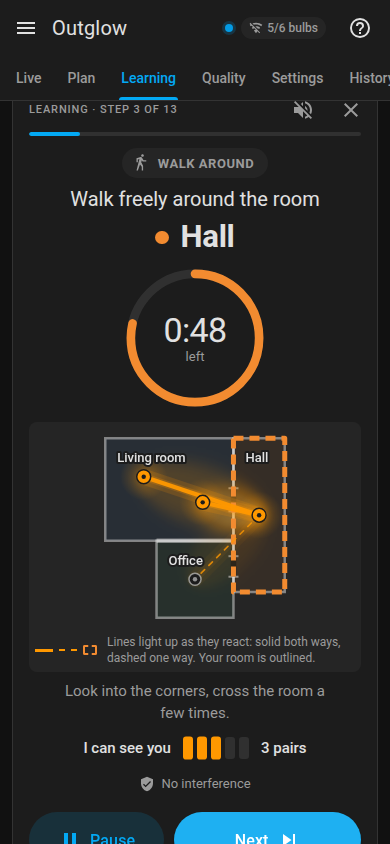 Outglow
5/6 bulbs
Live Plan Learning Quality Settings History
LEARNING · STEP 3 OF 13
WALK AROUND
Walk freely around the room
Hall
0:48
left
Living room
Hall
Office
Lines light up as they react: solid both ways,
dashed one way. Your room is outlined.
Look into the corners, cross the room a
few times.
I can see you 3 pairs
No interference
Pause Next